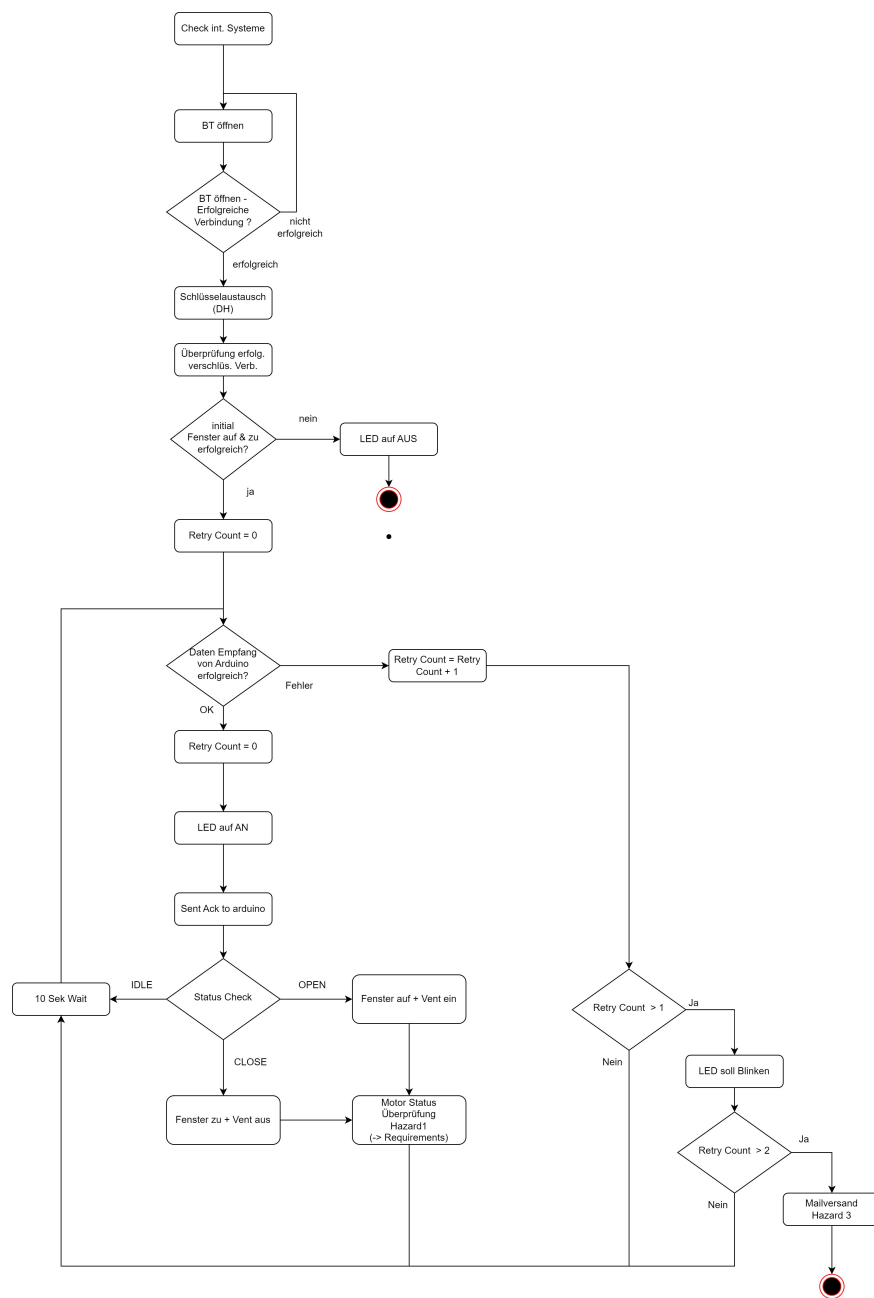 Check int. Systeme
BT öffnen
BT öffnen -
Erfolgreiche
Verbindung ?
nicht
erfolgreich
erfolgreich
Schlüsselaustausch
(DH)
Überprüfung erfolg.
verschlüs. Verb.
initial
Fenster auf & zu
erfolgreich?
nein
LED auf AUS
ja
Retry Count = 0
Daten Empfang
von Arduino
erfolgreich?
Fehler
Retry Count = Retry
Count + 1
OK
Retry Count = 0
LED auf AN
Sent Ack to arduino
Status Check
IDLE
10 Sek Wait
OPEN
Fenster auf + Vent ein
CLOSE
Fenster zu + Vent aus
Motor Status
Überprüfung
Hazard1
(-> Requirements)
Retry Count > 1
Ja
Nein
LED soll Blinken
Retry Count > 2
Ja
Nein
Mailversand
Hazard 3